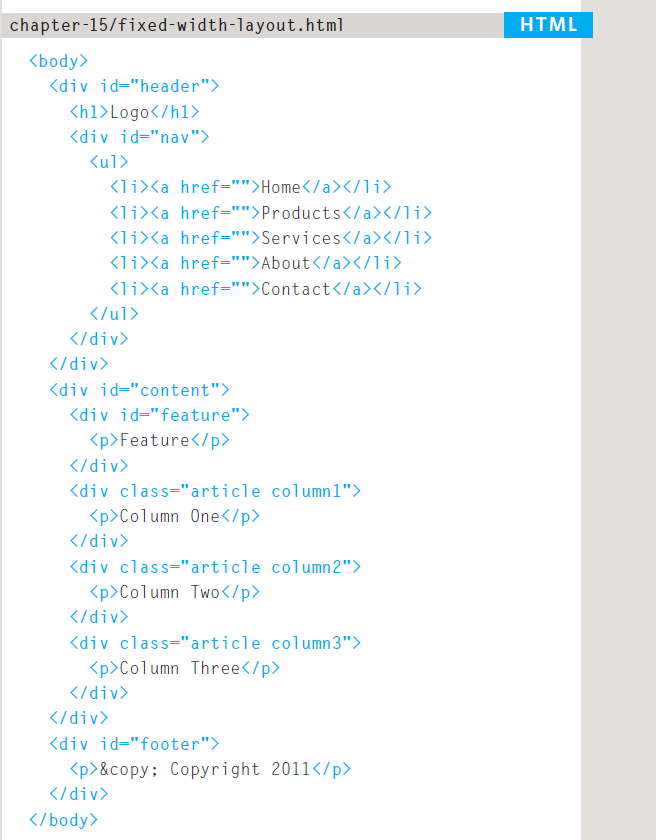 chapter-15/fixed-width-layout.html HTML
<body>
<div id="header">
<h1>Logo</h1>
<div id="nav">
<ul>
<li><a href="">Home</a></li>
<li><a href="">Products</a></li>
<li><a href="">Services</a></li>
<li><a href="">About</a></li>
<li><a href="">Contact</a></li>
</ul>
</div>
</div>
<div id="content">
<div id="feature">
<p>Feature</p>
</div>
<div class="article column1">
<p>Column One</p>
</div>
<div class="article column2">
<p>Column Two</p>
</div>
<div class="article column3">
<p>Column Three</p>
</div>
</div>
<div id="footer">
<p>&copy; Copyright 2011</p>
</div>
</body>